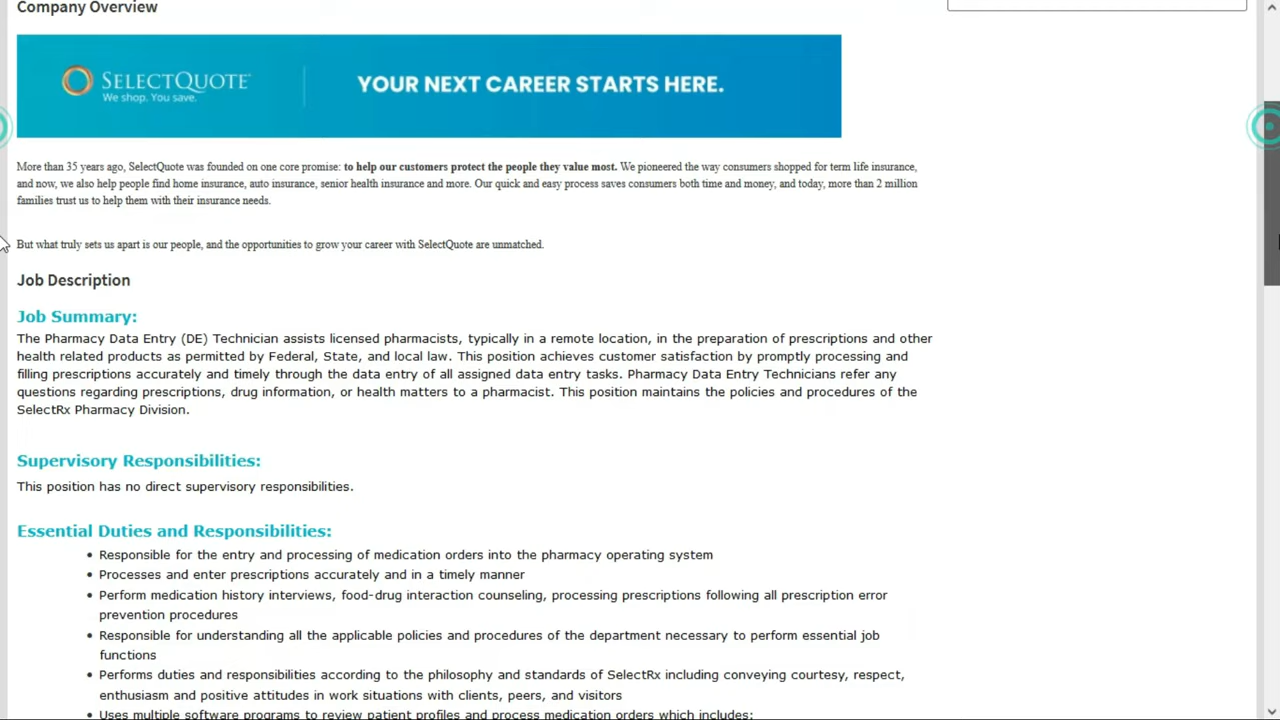 Company Overview
SELECTQUOTE
We shop. You save.
YOUR NEXT CAREER STARTS HERE.
More than 35 years ago, SelectQuote was founded on one core promise: to help our customers protect the people they value most. We pioneered the way consumers shopped for term life insurance,
and now, we also help people find home insurance, auto insurance, senior health insurance and more. Our quick and easy process saves consumers both time and money, and today, more than 2 million
families trust us to help them with their insurance needs.
But what truly sets us apart is our people, and the opportunities to grow your career with SelectQuote are unmatched.
Job Description
Job Summary:
The Pharmacy Data Entry (DE) Technician assists licensed pharmacists, typically in a remote location, in the preparation of prescriptions and other
health related products as permitted by Federal, State, and local law. This position achieves customer satisfaction by promptly processing and
filling prescriptions accurately and timely through the data entry of all assigned data entry tasks. Pharmacy Data Entry Technicians refer any
questions regarding prescriptions, drug information, or health matters to a pharmacist. This position maintains the policies and procedures of the
SelectRx Pharmacy Division.
Supervisory Responsibilities:
This position has no direct supervisory responsibilities.
Essential Duties and Responsibilities:
• Responsible for the entry and processing of medication orders into the pharmacy operating system
• Processes and enter prescriptions accurately and in a timely manner
• Perform medication history interviews, food-drug interaction counseling, processing prescriptions following all prescription error
prevention procedures
• Responsible for understanding all the applicable policies and procedures of the department necessary to perform essential job
functions
• Performs duties and responsibilities according to the philosophy and standards of SelectRx including conveying courtesy, respect,
enthusiasm and positive attitudes in work situations with clients, peers, and visitors
• Uses multiple software programs to review patient profiles and process medication orders which includes: